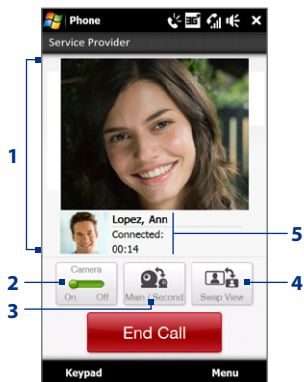 Phone
3G
Service Provider
1
Lopez, Ann
Connected:
00:14
5
Camera
On Off
2
Main / Second
3
Swap View
4
End Call
Keypad Menu